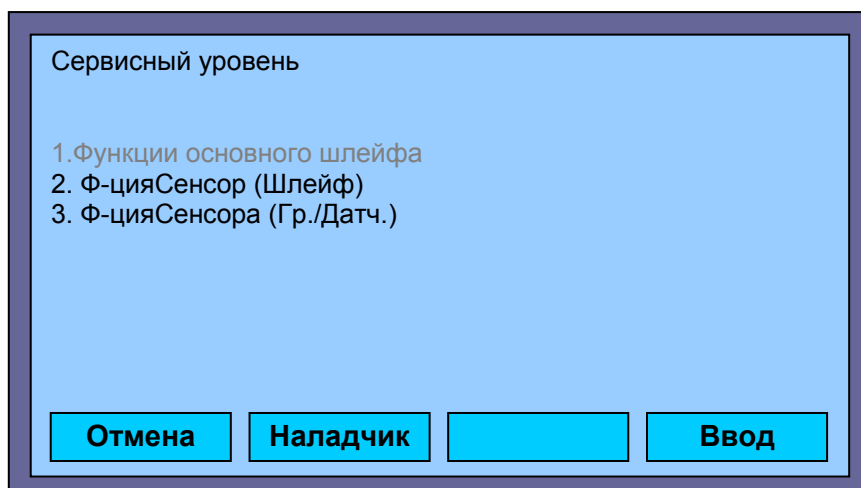 Сервисный уровень
1.Функции основного шлейфа
2. Ф-цияСенсор (Шлейф)
3. Ф-цияСенсора (Гр./Датч.)
Отмена Наладчик Ввод